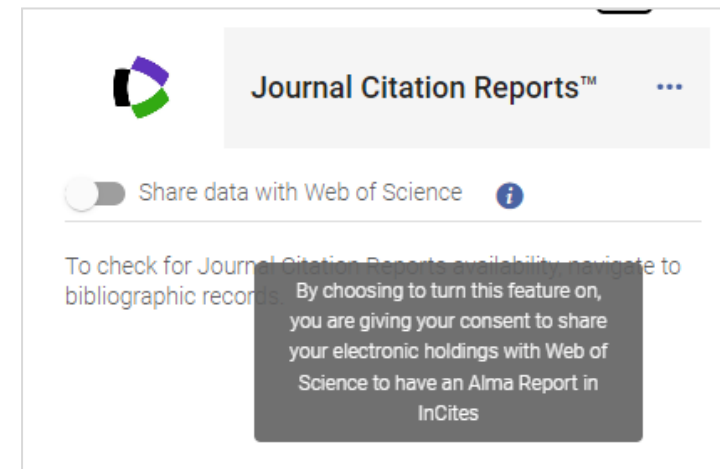 Journal Citation Reports™ •••
Share data with Web of Science i
To check for Journal Citation Reports availability, navigate to
bibliographic records.
By choosing to turn this feature on,
you are giving your consent to share
your electronic holdings with Web of
Science to have an Alma Report in
InCites